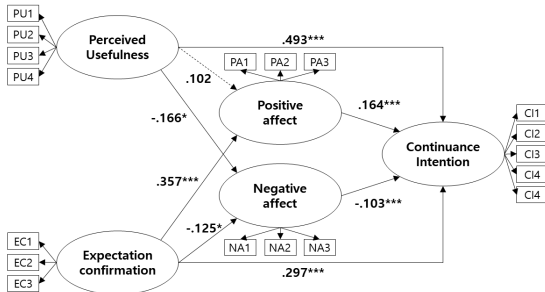 PU1
PU2
PU3
PU4
Perceived
Usefulness
.493***
.102
PA1
PA2
PA3
Positive
affect
.164***
-.166*
Continuance
Intention
CI1
CI2
CI3
CI4
CI4
.357***
Negative
affect
-.103***
-.125*
NA1
NA2
NA3
EC1
EC2
EC3
Expectation
confirmation
.297***